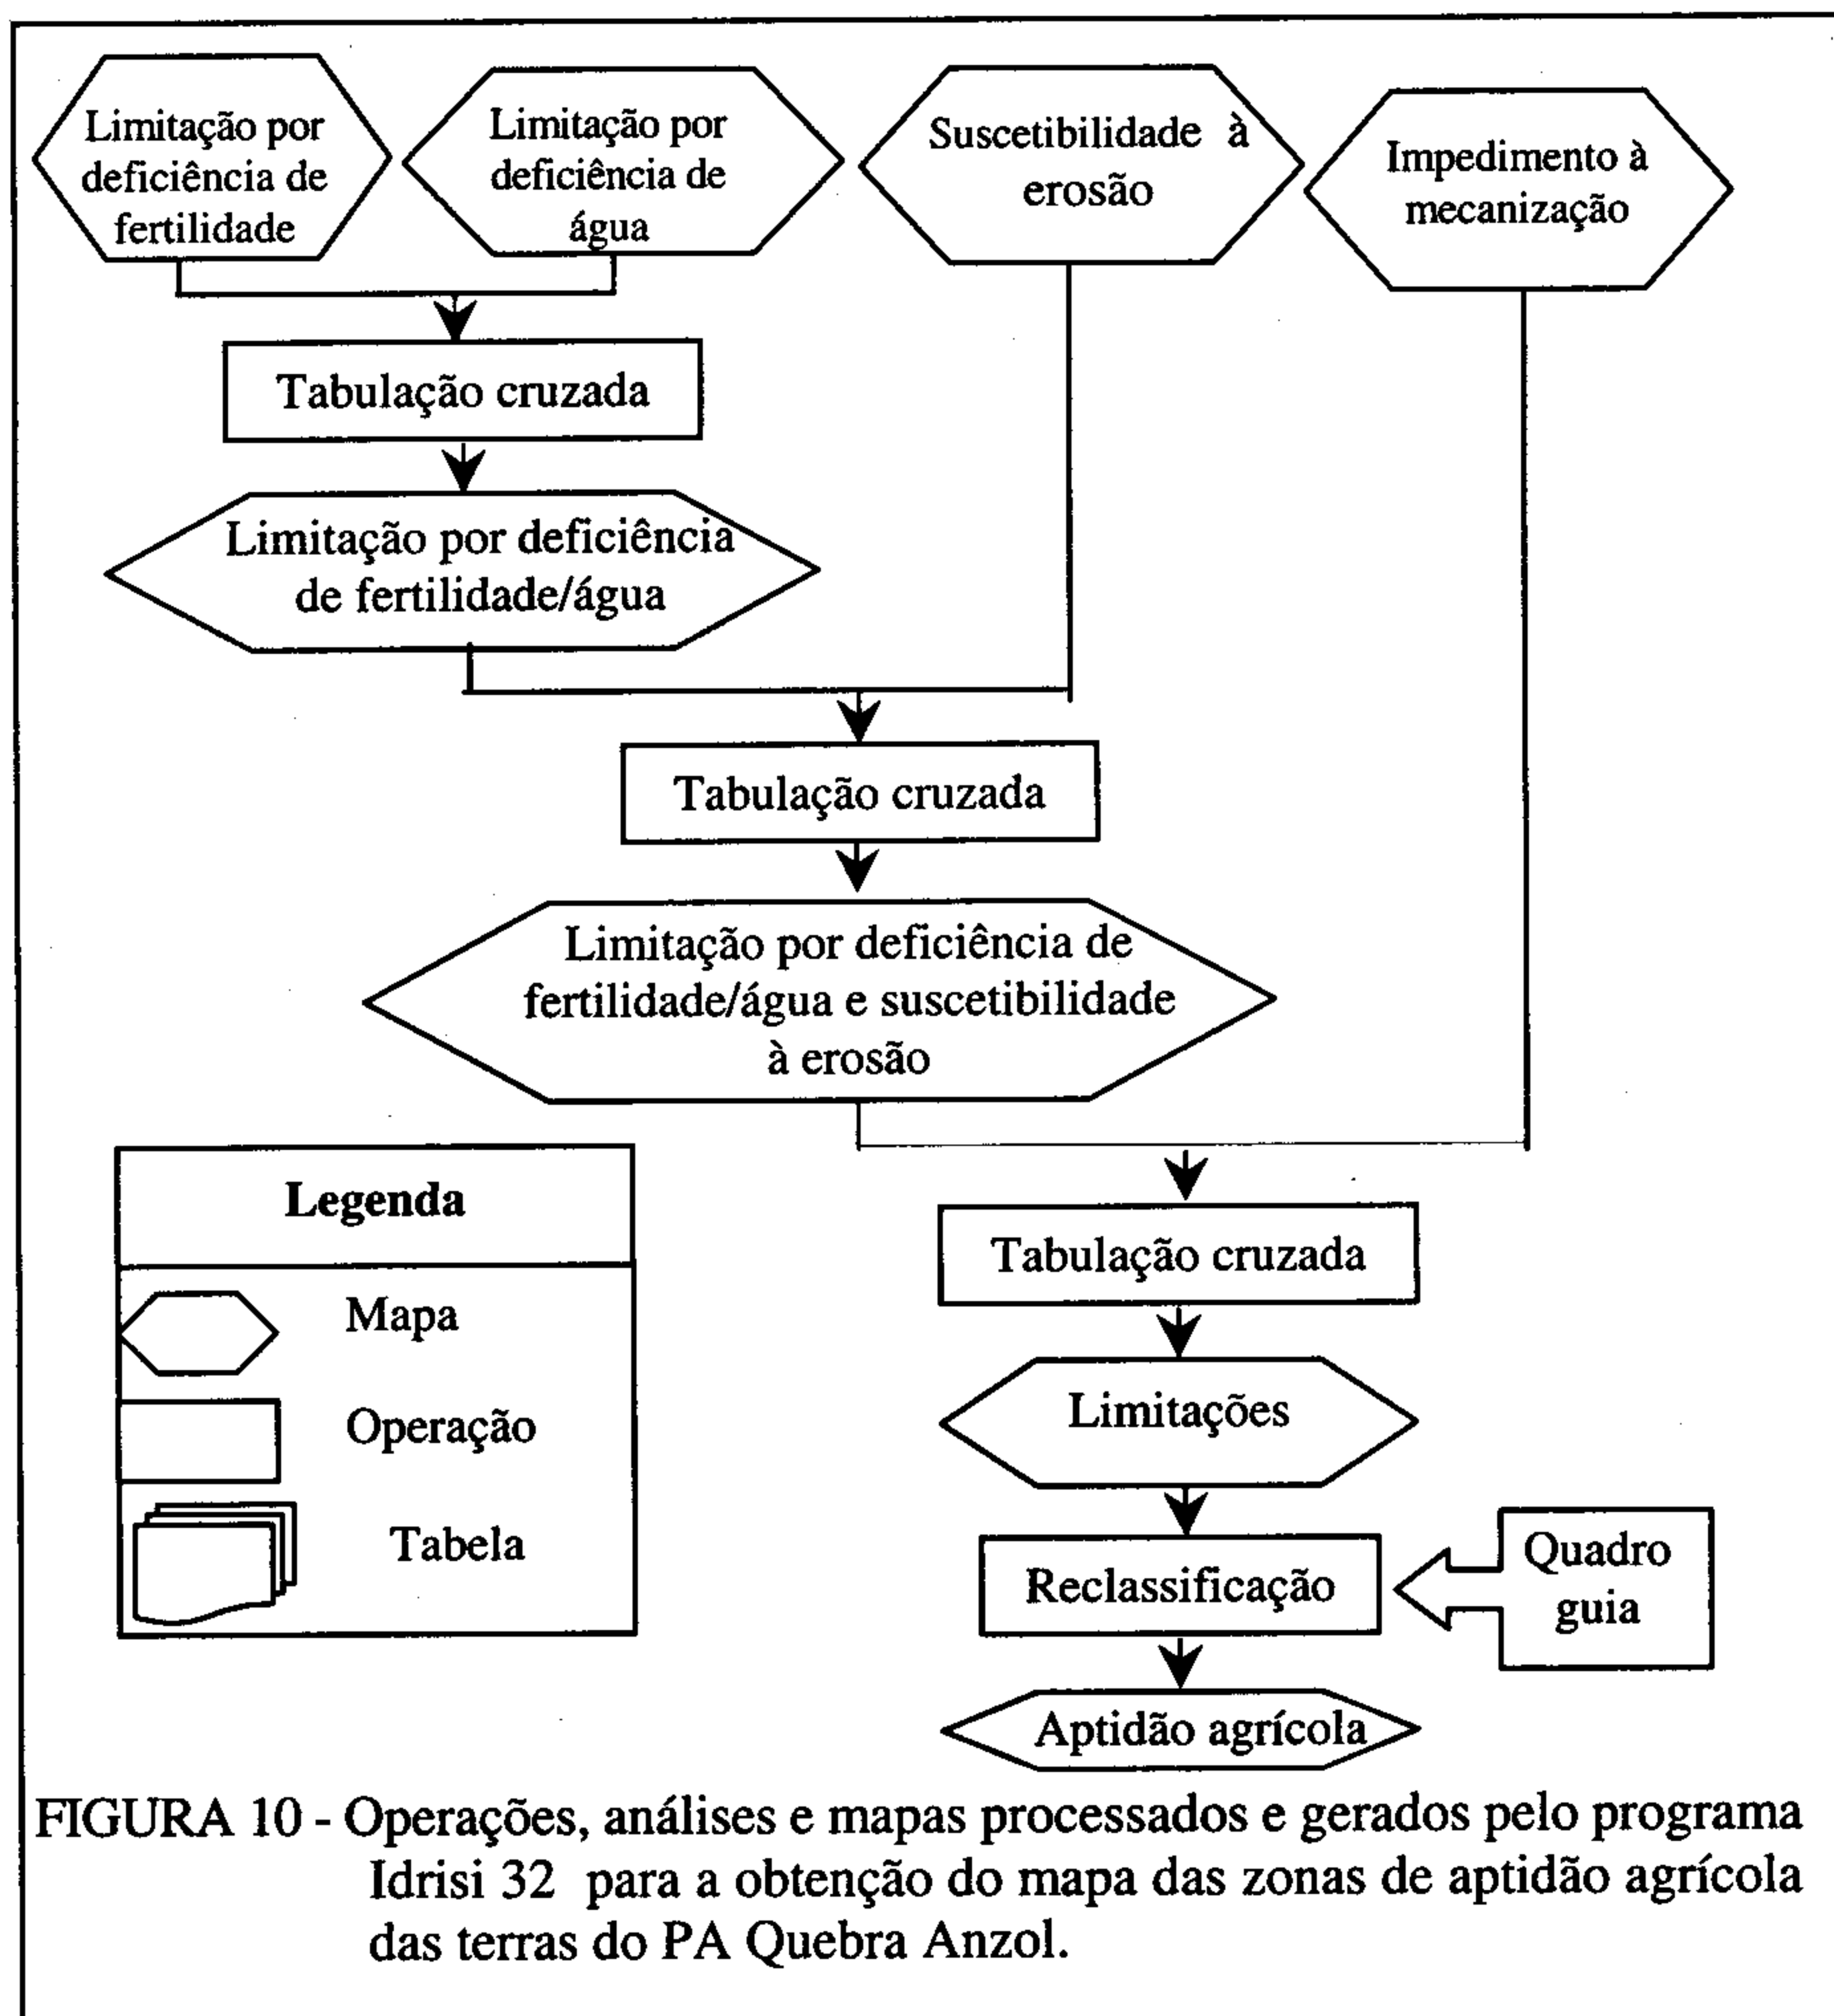 Limitação por
deficiência de
fertilidade
Limitação por
deficiência de
água
Suscetibilidade à
erosão
Impedimento à
mecanização
Tabulação cruzada
Limitação por deficiência
de fertilidade/água
Tabulação cruzada
Limitação por deficiência de
fertilidade/água e suscetibilidade
à erosão
Legenda
Mapa
Operação
Tabela
Tabulação cruzada
Limitações
Reclassificação
Quadro
guia
Aptidão agrícola
FIGURA 10 - Operações, análises e mapas processados e gerados pelo programa
Idrisi 32 para a obtenção do mapa das zonas de aptidão agrícola
das terras do PA Quebra Anzol.